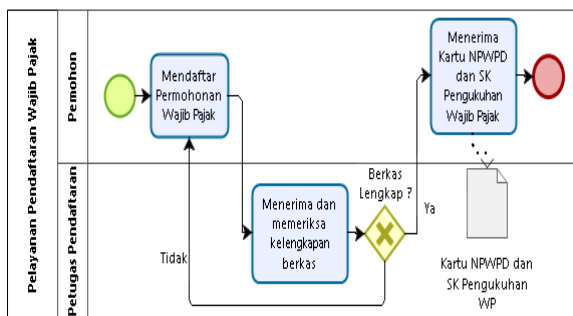 Pelayanan Pendaftaran Wajib Pajak
Pemohon
Mendaftar
Permohonan
Wajib Pajak
Menerima
Kartu NPWPD
dan SK
Pengukuhan
Wajib Pajak
Petugas Pendaftaran
Menerima dan
memeriksa
kelengkapan
berkas
Berkas
Lengkap ?
Ya
Tidak
Kartu NPWPD dan
SK Pengukuhan
WP